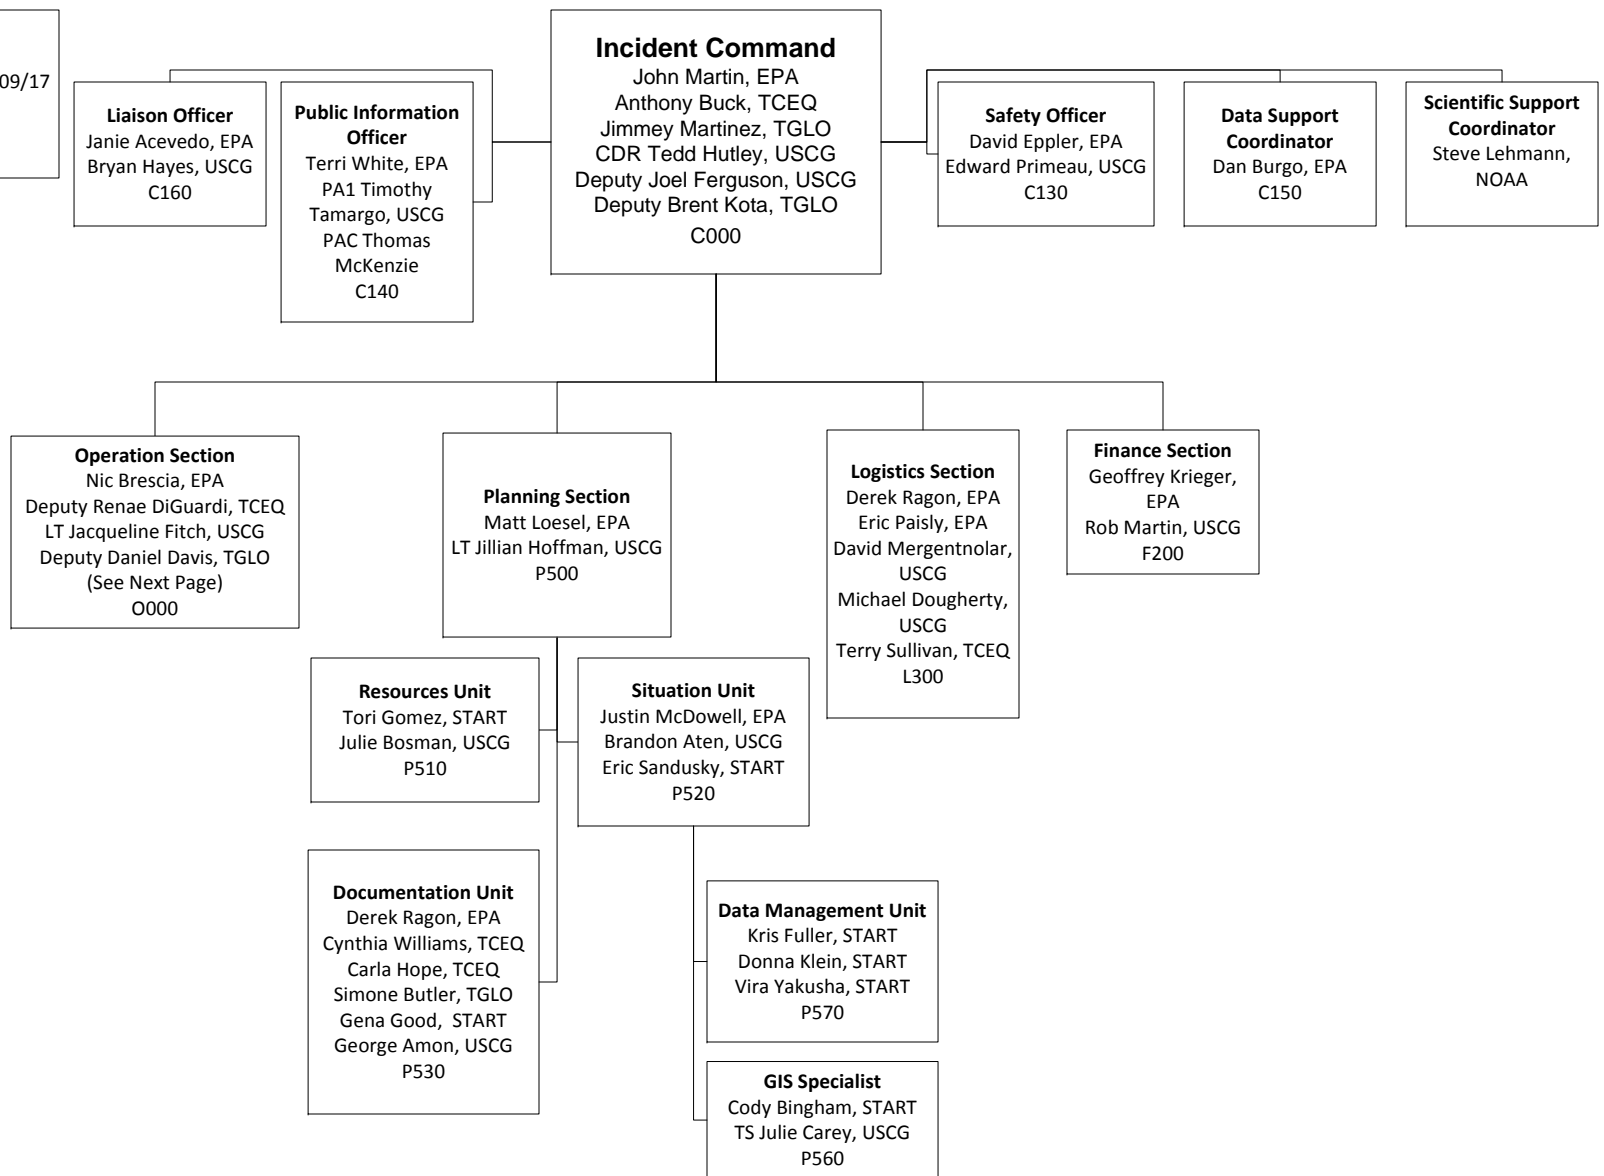 09/17
Incident Command
John Martin, EPA
Anthony Buck, TCEQ
Jimmey Martinez, TGLO
CDR Tedd Hutley, USCG
Deputy Joel Ferguson, USCG
Deputy Brent Kota, TGLO
C000
Liaison Officer
Janie Acevedo, EPA
Bryan Hayes, USCG
C160
Public Information
Officer
Terri White, EPA
PA1 Timothy
Tamargo, USCG
PAC Thomas
McKenzie
C140
Safety Officer
David Eppler, EPA
Edward Primeau, USCG
C130
Data Support
Coordinator
Dan Burgo, EPA
C150
Scientific Support
Coordinator
Steve Lehmann,
NOAA
Operation Section
Nic Brescia, EPA
Deputy Renae DiGuardi, TCEQ
LT Jacqueline Fitch, USCG
Deputy Daniel Davis, TGLO
(See Next Page)
O000
Planning Section
Matt Loesel, EPA
LT Jillian Hoffman, USCG
P500
Logistics Section
Derek Ragon, EPA
Eric Paisly, EPA
David Mergentnolar,
USCG
Michael Dougherty,
USCG
Terry Sullivan, TCEQ
L300
Finance Section
Geoffrey Krieger,
EPA
Rob Martin, USCG
F200
Resources Unit
Tori Gomez, START
Julie Bosman, USCG
P510
Situation Unit
Justin McDowell, EPA
Brandon Aten, USCG
Eric Sandusky, START
P520
Documentation Unit
Derek Ragon, EPA
Cynthia Williams, TCEQ
Carla Hope, TCEQ
Simone Butler, TGLO
Gena Good,  START
George Amon, USCG
P530
Data Management Unit
Kris Fuller, START
Donna Klein, START
Vira Yakusha, START
P570
GIS Specialist
Cody Bingham, START
TS Julie Carey, USCG
P560